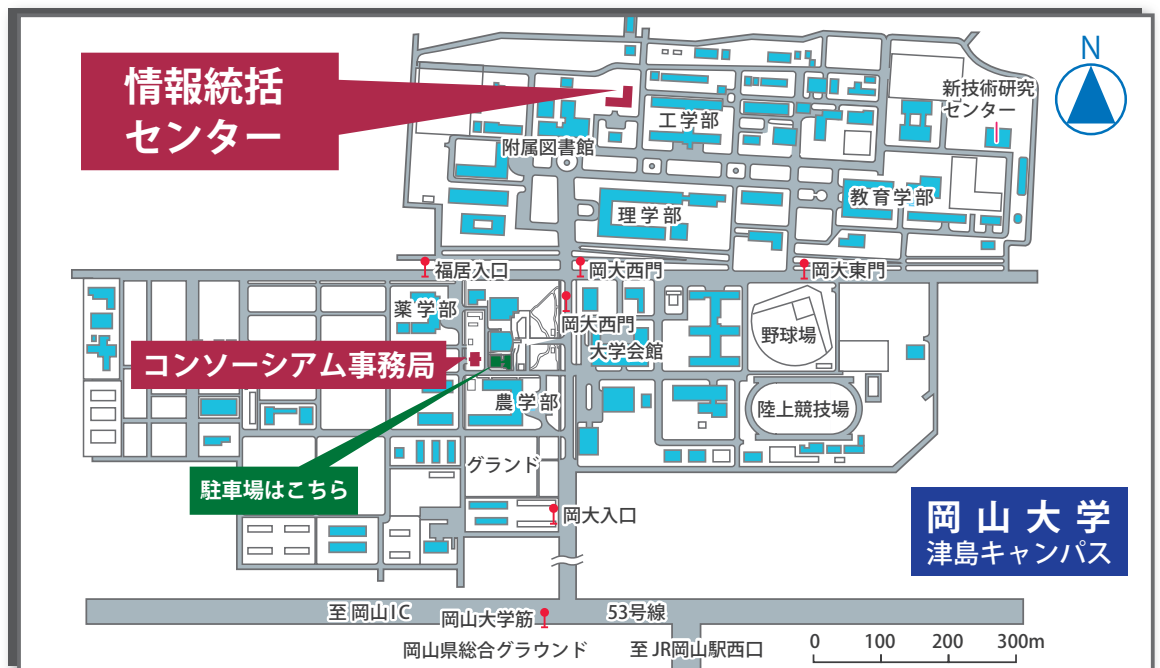 情報統括
センター
N
新技術研究
センター
工学部
附属図書館
教育学部
理学部
福居入口
岡大西門
岡大東門
薬学部
岡大西門
野球場
大学会館
コンソーシアム事務局
農学部
陸上競技場
グランド
駐車場はこちら
岡大入口
岡山大学
津島キャンパス
至岡山IC
岡山大学筋
53号線
岡山県総合グラウンド
至JR岡山駅西口
0 100 200 300m